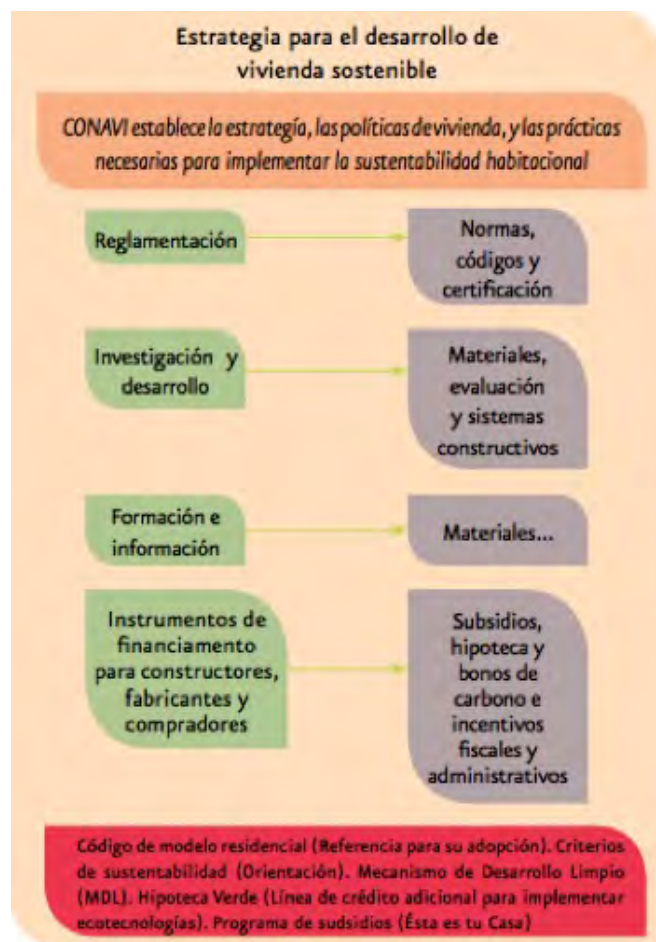 Estrategia para el desarrollo de
vivienda sostenible
CONAVI establece la estrategia, las políticas de vivienda, y las prácticas
necesarias para implementar la sustentabilidad habitacional
Reglamentación
Normas,
códigos y
certificación
Investigación y
desarrollo
Materiales,
evaluación
y sistemas
constructivos
Formación e
información
Materiales...
Instrumentos de
financiamento
para constructores,
fabricantes y
compradores
Subsidios,
hipoteca y
bonos de
carbono e
incentivos
fiscales y
administrativos
Código de modelo residencial (Referencia para su adopción). Criterios
de sustentabilidad (Orientación). Mecanismo de Desarrollo Limpio
(MDL). Hipoteca Verde (Línea de crédito adicional para implementar
ecotecnologías). Programa de sudsidios (Ésta es tu Casa)